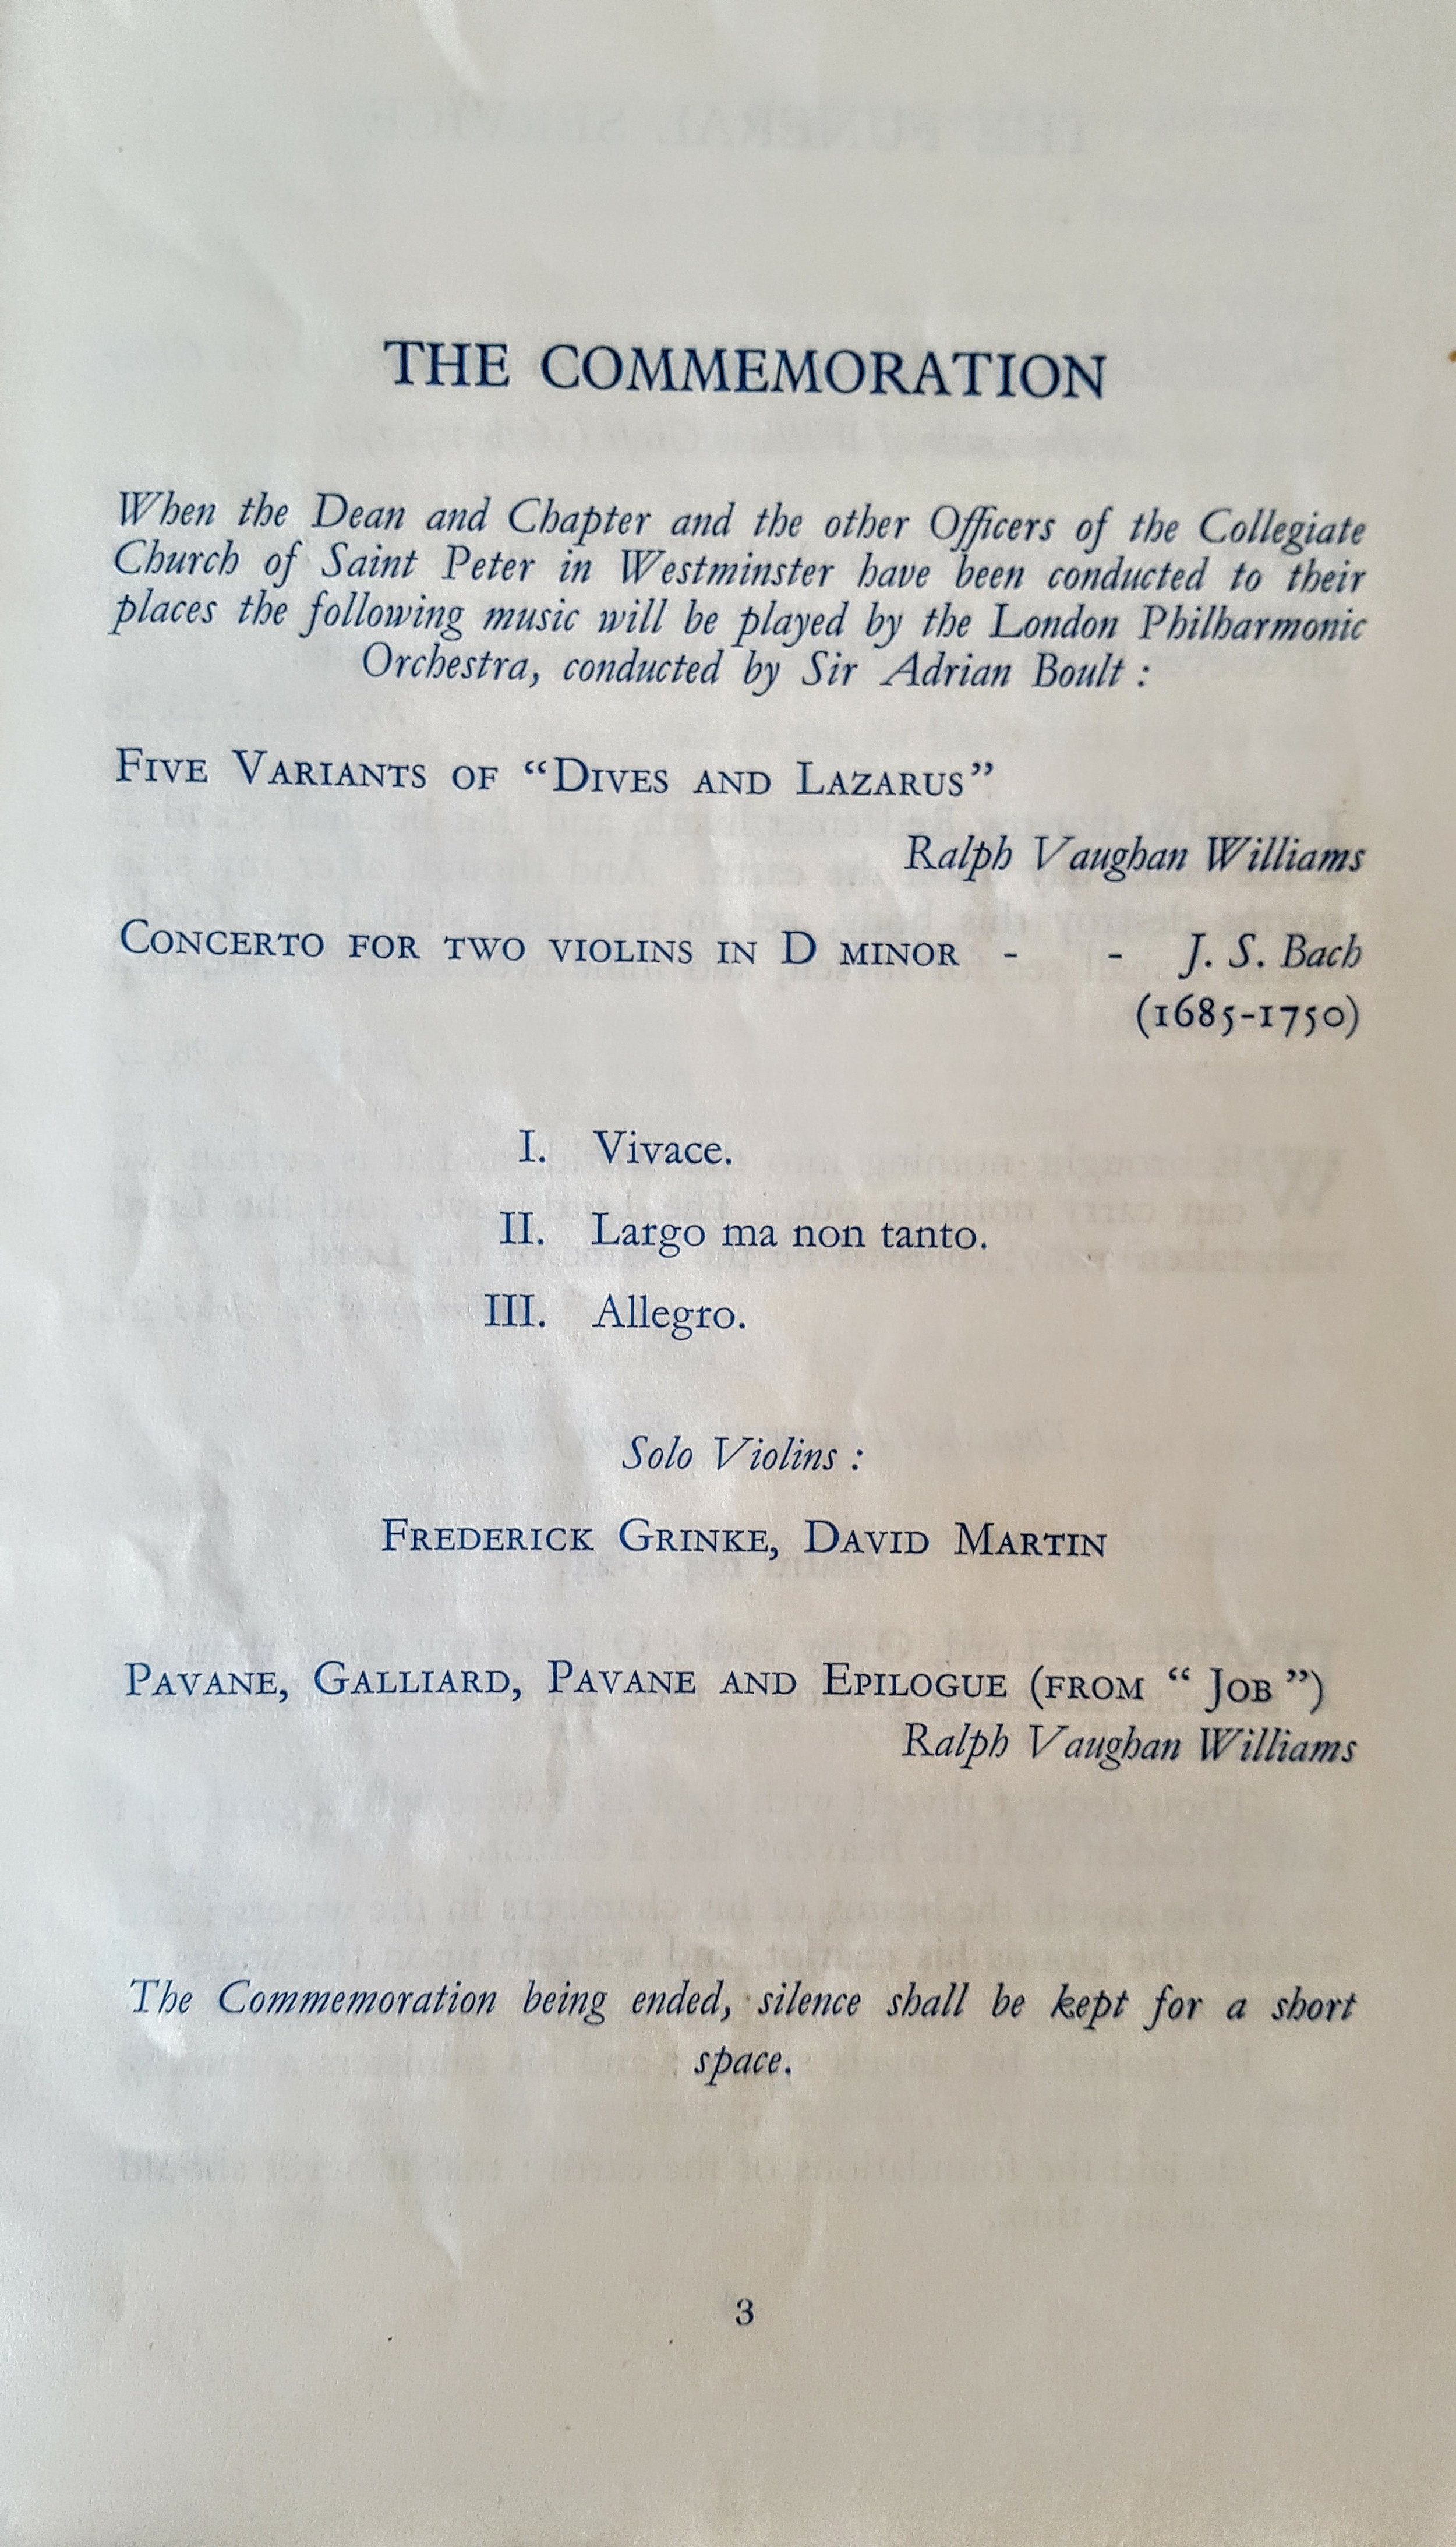 THE COMMEMORATION
When the Dean and Chapter and the other Officers of the Collegiate
Church of Saint Peter in Westminster have been conducted to their
places the following music will be played by the London Philharmonic
Orchestra, conducted by Sir Adrian Boult :
FIVE VARIANTS OF “DIVES AND LAZARUS”
Ralph Vaughan Williams
CONCERTO FOR TWO VIOLINS IN D MINOR - - J. S. Bach
(1685-1750)
I. Vivace.
II. Largo ma non tanto.
III. Allegro.
Solo Violins :
FREDERICK GRINKE, DAVID MARTIN
PAVANE, GALLIARD, PAVANE AND EPILOGUE (FROM “ JOB ”)
Ralph Vaughan Williams
The Commemoration being ended, silence shall be kept for a short
space.
3